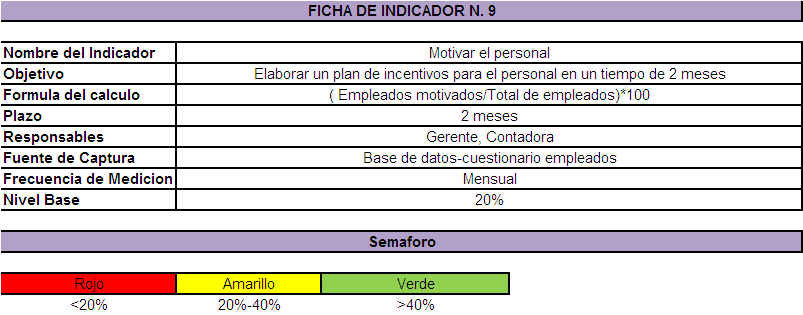 FICHA DE INDICADOR N. 9
Nombre del Indicador Motivar el personal
Objetivo Elaborar un plan de incentivos para el personal en un tiempo de 2 meses
Formula del calculo ( Empleados motivados/Total de empleados)*100
Plazo 2 meses
Responsables Gerente, Contadora
Fuente de Captura Base de datos-cuestionario empleados
Frecuencia de Medicion Mensual
Nivel Base 20%
Semaforo
Rojo Amarillo Verde
<20% 20%-40% >40%